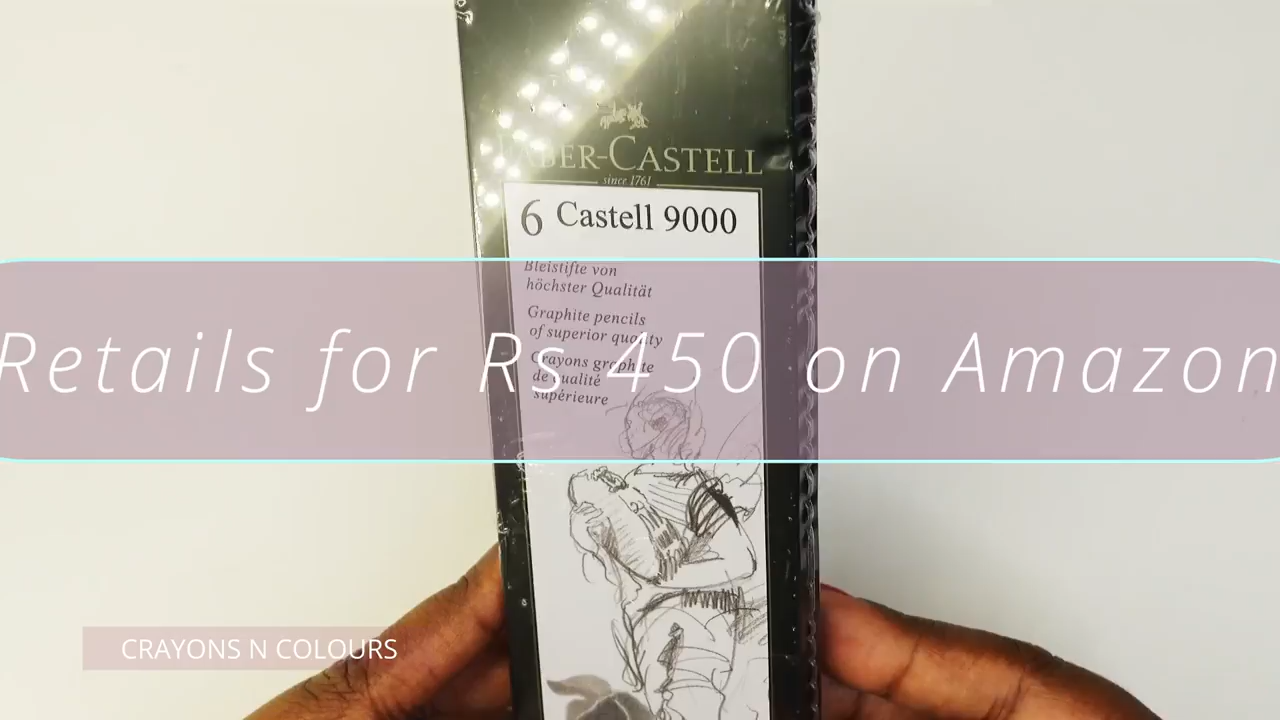 FABER-CASTELL
since 1761
6 Castell 9000
Bleistifte von
höchster Qualität
Graphite pencils
of superior quality
Retails for Rs 450 on Amazon
Crayons graphite
de qualité
supérieure
CRAYONS N COLOURS